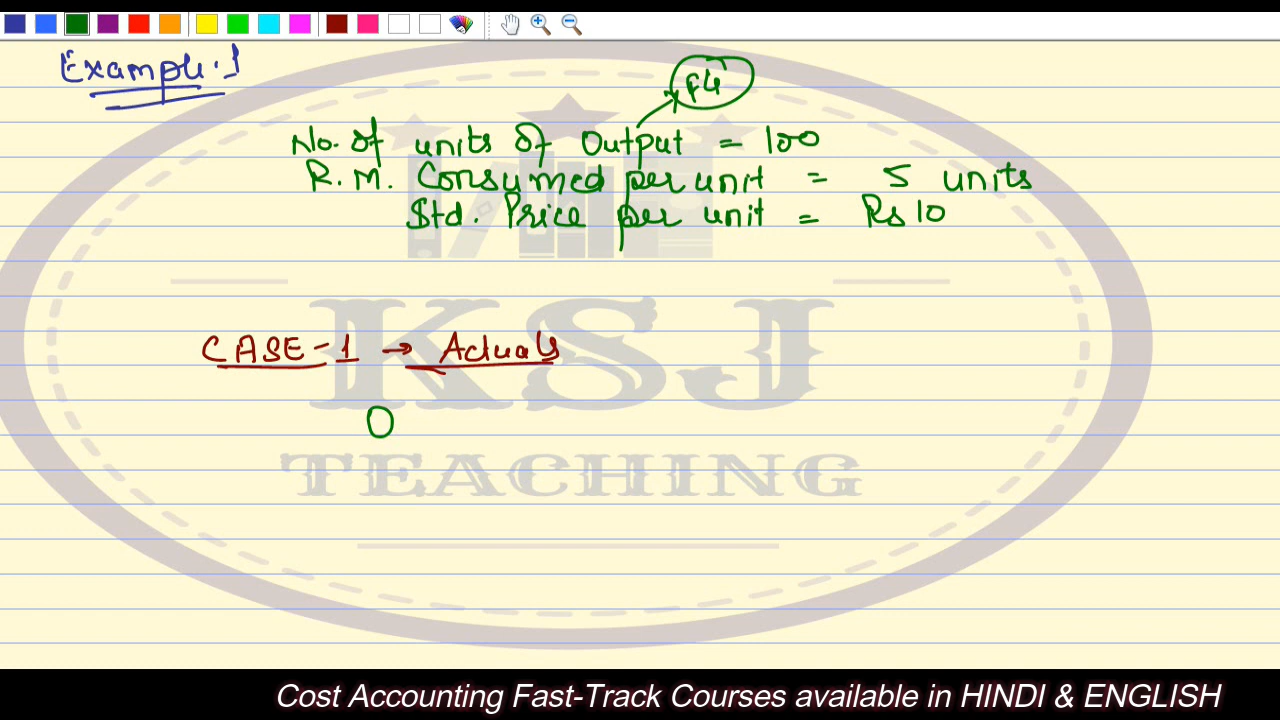 Example.1
FG
No. of units of Output = 100
R.M. Consumed per unit = 5 units
Std. Price per unit = Rs 10
KSJ
CASE-1 → Actuals
O
TEACHING
Cost Accounting Fast-Track Courses available in HINDI & ENGLISH